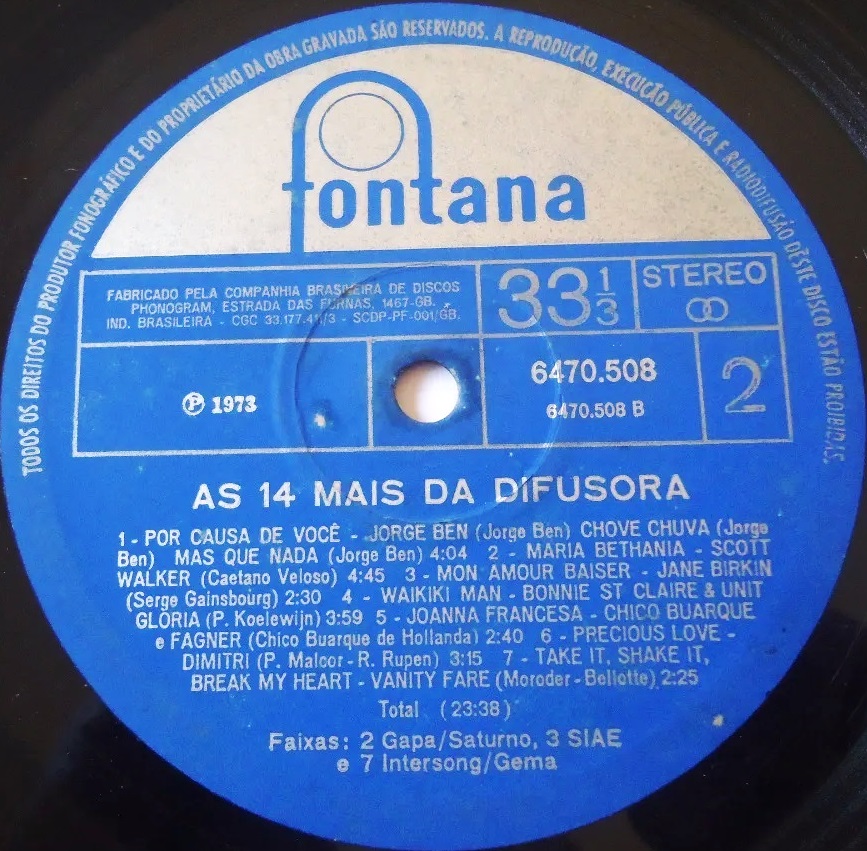 TODOS OS DIREITOS DO PRODUTOR FONOGRÁFICO E DO PROPRIETÁRIO DA OBRA GRAVADA SÃO RESERVADOS. A REPRODUÇÃO, EXECUÇÃO PÚBLICA E RADIODIFUSÃO DÊSTE DISCO ESTÃO PROIBIDAS.
fontana
FABRICADO PELA COMPANHIA BRASILEIRA DE DISCOS
PHONOGRAM, ESTRADA DAS FURNAS, 1467-GB.
IND. BRASILEIRA - CGC 33.177.411/3 - SCDP-PF-001/GB.
33 1/3
STEREO
℗ 1973
6470.508
6470.508 B
2
AS 14 MAIS DA DIFUSORA
1 - POR CAUSA DE VOCÊ - JORGE BEN (Jorge Ben) CHOVE CHUVA (Jorge
Ben) MAS QUE NADA (Jorge Ben) 4:04 2 - MARIA BETHANIA - SCOTT
WALKER (Caetano Veloso) 4:45 3 - MON AMOUR BAISER - JANE BIRKIN
(Serge Gainsbourg) 2:30 4 - WAIKIKI MAN - BONNIE ST CLAIRE & UNIT
GLORIA (P. Koelewijn) 3:59 5 - JOANNA FRANCESA - CHICO BUARQUE
e FAGNER (Chico Buarque de Hollanda) 2:40 6 - PRECIOUS LOVE -
DIMITRI (P. Malcor - R. Rupen) 3:15 7 - TAKE IT, SHAKE IT,
BREAK MY HEART - VANITY FARE (Moroder - Bellotte) 2:25
Total (23:38)
Faixas: 2 Gapa/Saturno, 3 SIAE
e 7 Intersong/Gema